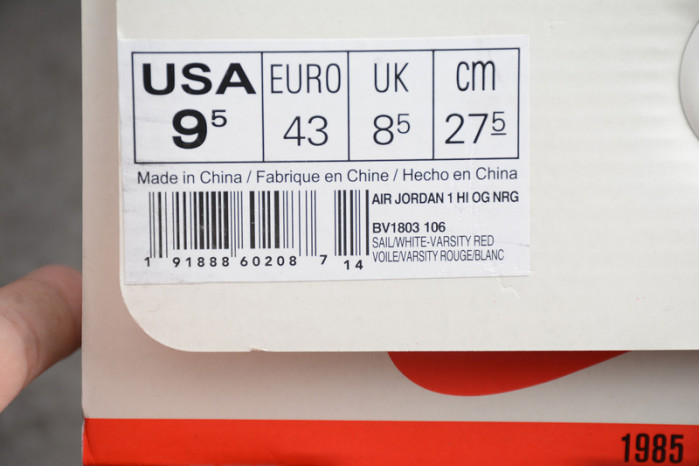 USA EURO UK cm
9⁵ 43 8⁵ 27⁵
Made in China / Fabrique en Chine / Hecho en China
AIR JORDAN 1 HI OG NRG
BV1803 106
SAIL/WHITE-VARSITY RED
VOILE/VARSITY ROUGE/BLANC
1 91888 60208 7 14
1985